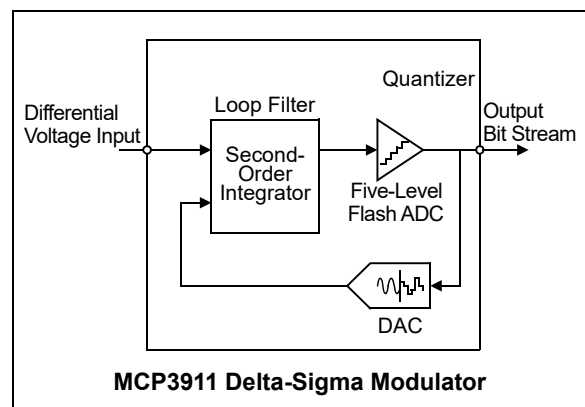 Quantizer
Differential
Voltage Input
Loop Filter
Output
Bit Stream
Second-
Order
Integrator
Five-Level
Flash ADC
DAC
MCP3911 Delta-Sigma Modulator